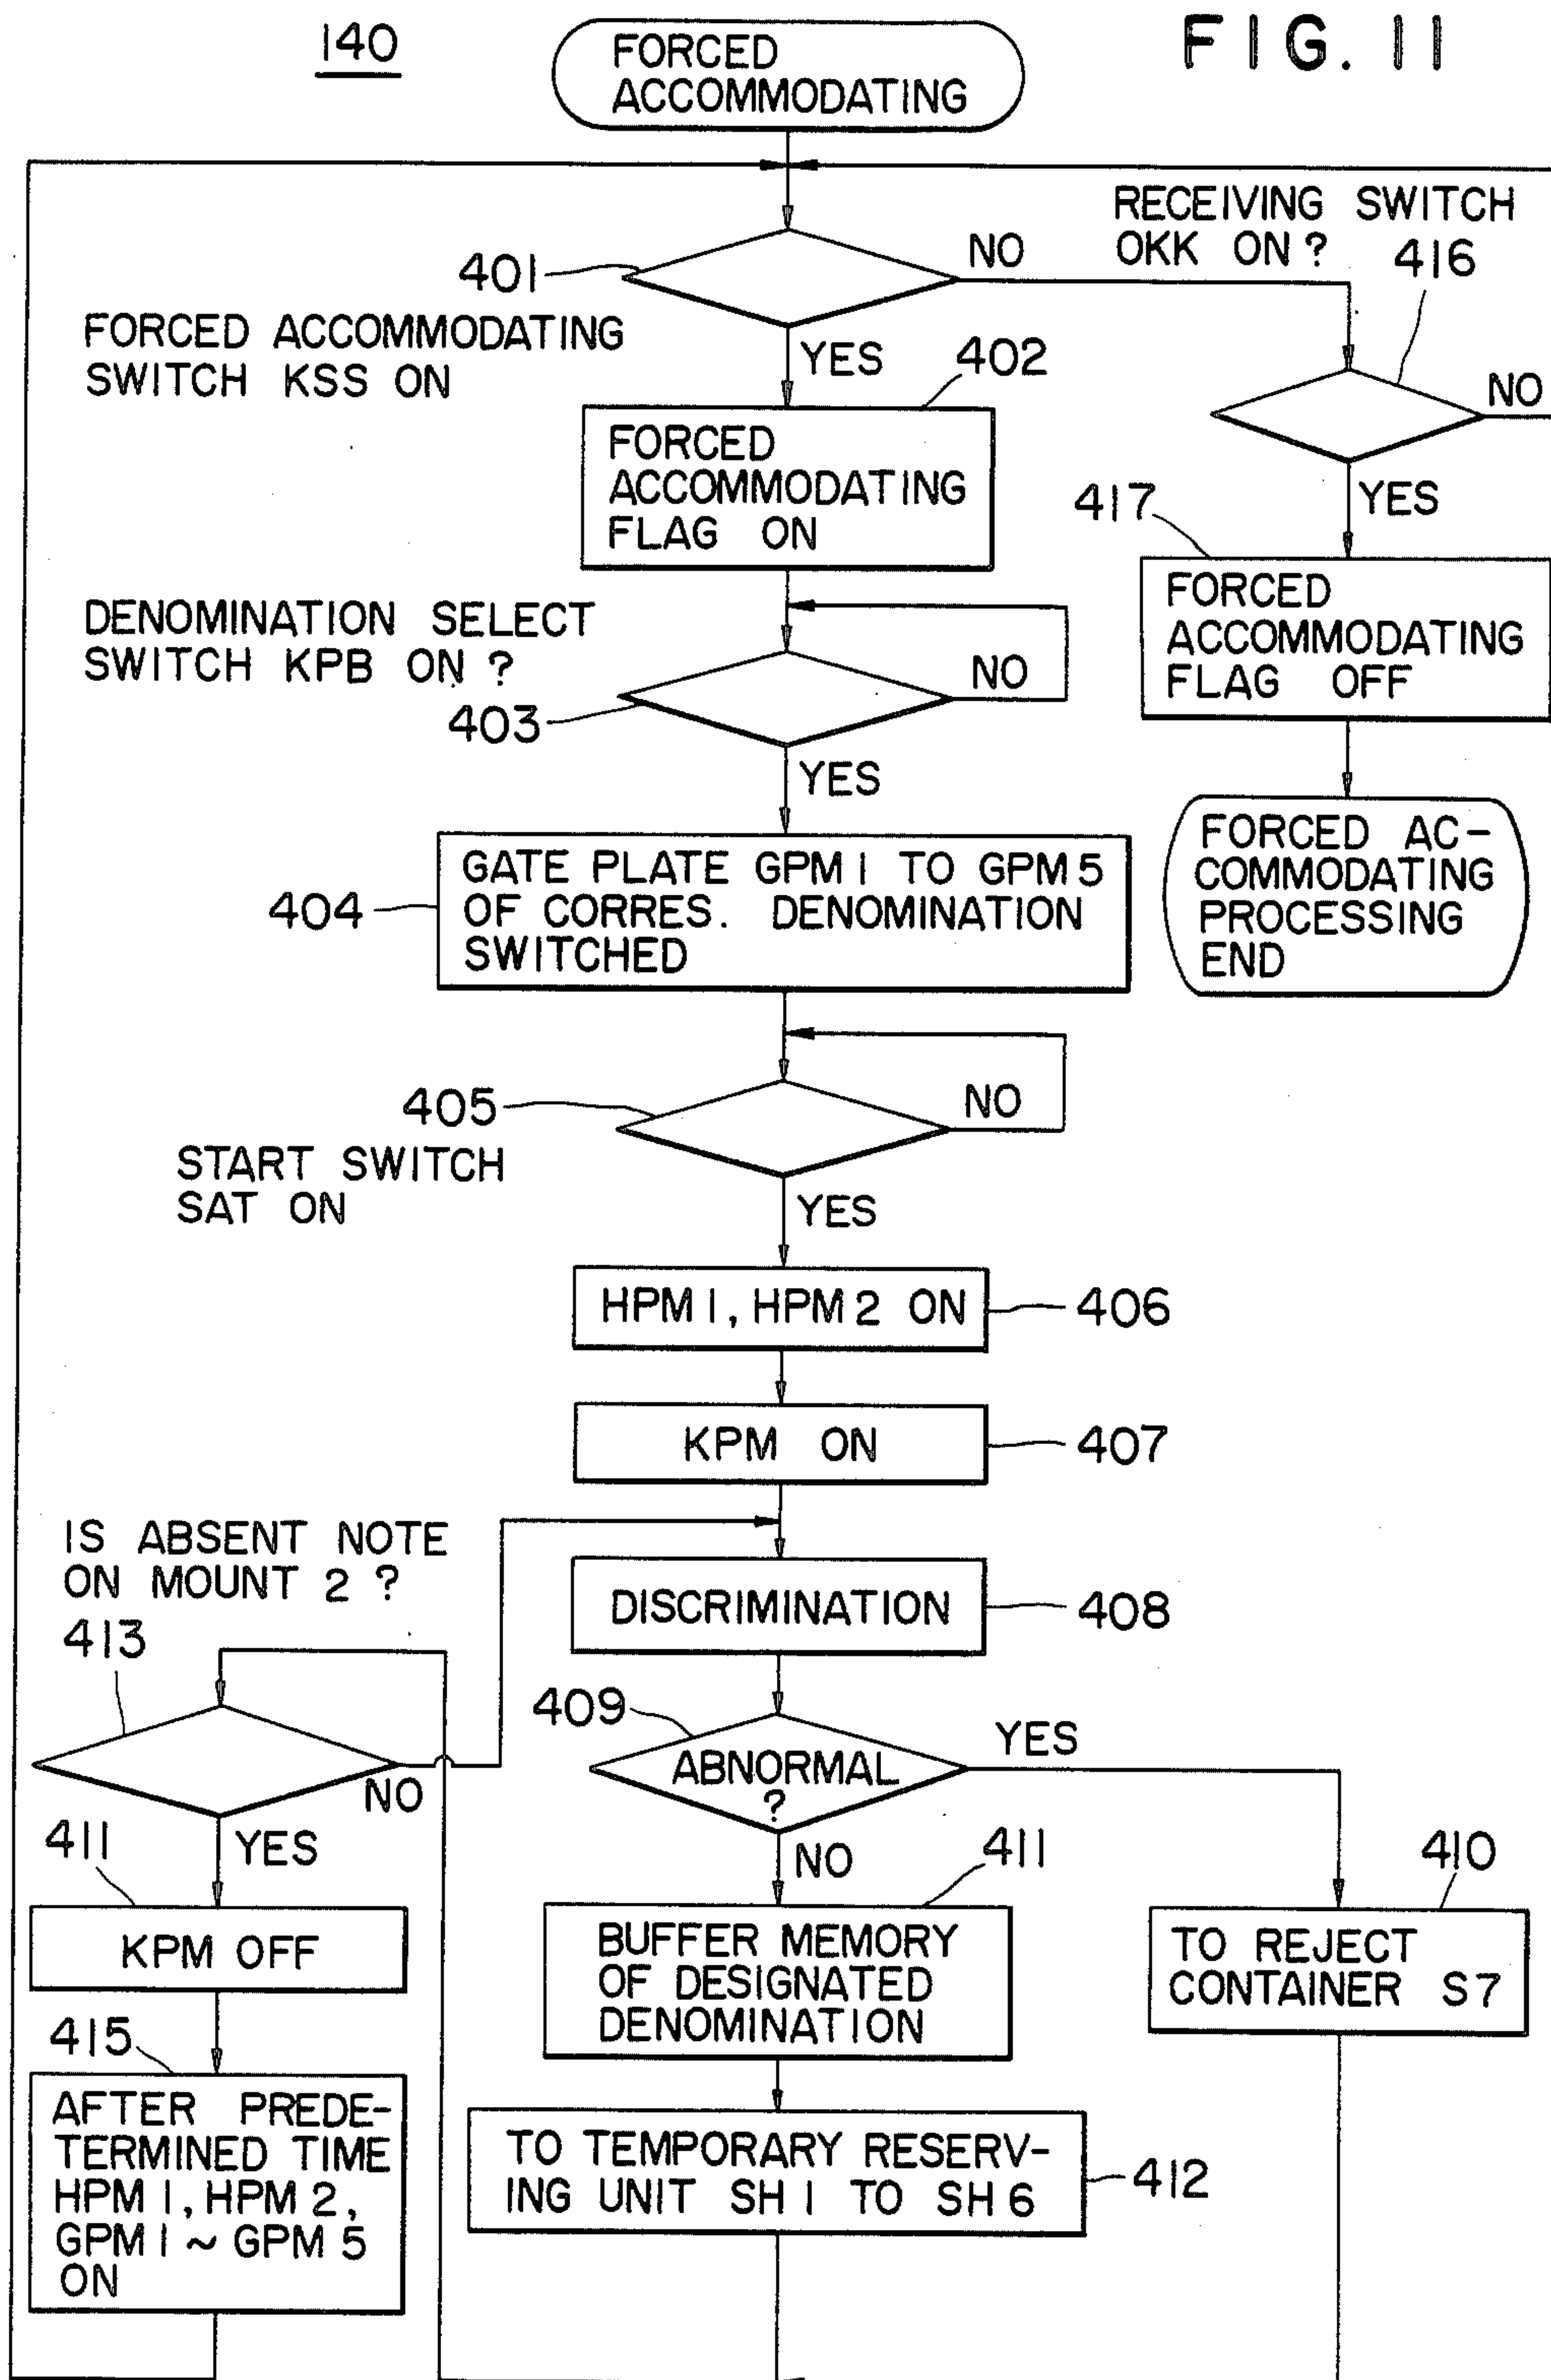 140
FORCED
ACCOMMODATING
FIG. 11
401
NO
RECEIVING SWITCH
OKK ON ?
416
FORCED ACCOMMODATING
SWITCH KSS ON
YES
402
NO
FORCED
ACCOMMODATING
FLAG ON
417
YES
FORCED
ACCOMMODATING
FLAG OFF
DENOMINATION SELECT
SWITCH KPB ON ?
403
NO
YES
FORCED AC-
COMMODATING
PROCESSING
END
404
GATE PLATE GPM 1 TO GPM 5
OF CORRES. DENOMINATION
SWITCHED
405
NO
START SWITCH
SAT ON
YES
HPM 1, HPM 2 ON
406
KPM ON
407
IS ABSENT NOTE
ON MOUNT 2 ?
413
DISCRIMINATION
408
409
YES
ABNORMAL
?
NO
411
YES
NO
411
410
KPM OFF
BUFFER MEMORY
OF DESIGNATED
DENOMINATION
TO REJECT
CONTAINER S7
415
AFTER PREDE-
TERMINED TIME
HPM 1, HPM 2,
GPM 1 ~ GPM 5
ON
TO TEMPORARY RESERV-
ING UNIT SH 1 TO SH 6
412